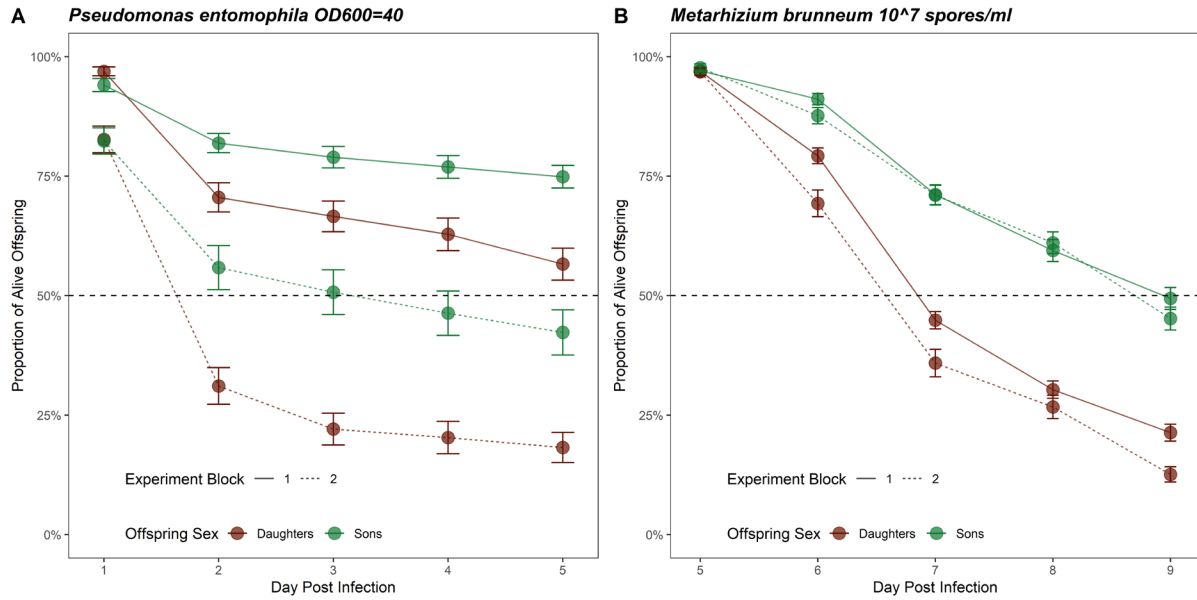 A Pseudomonas entomophila OD600=40
100%
75%
50%
25%
0%
Proportion of Alive Offspring
Experiment Block 1 2
Offspring Sex Daughters Sons
1 2 3 4 5
Day Post Infection
B Metarhizium brunneum 10^7 spores/ml
100%
75%
50%
25%
0%
Proportion of Alive Offspring
Experiment Block 1 2
Offspring Sex Daughters Sons
5 6 7 8 9
Day Post Infection